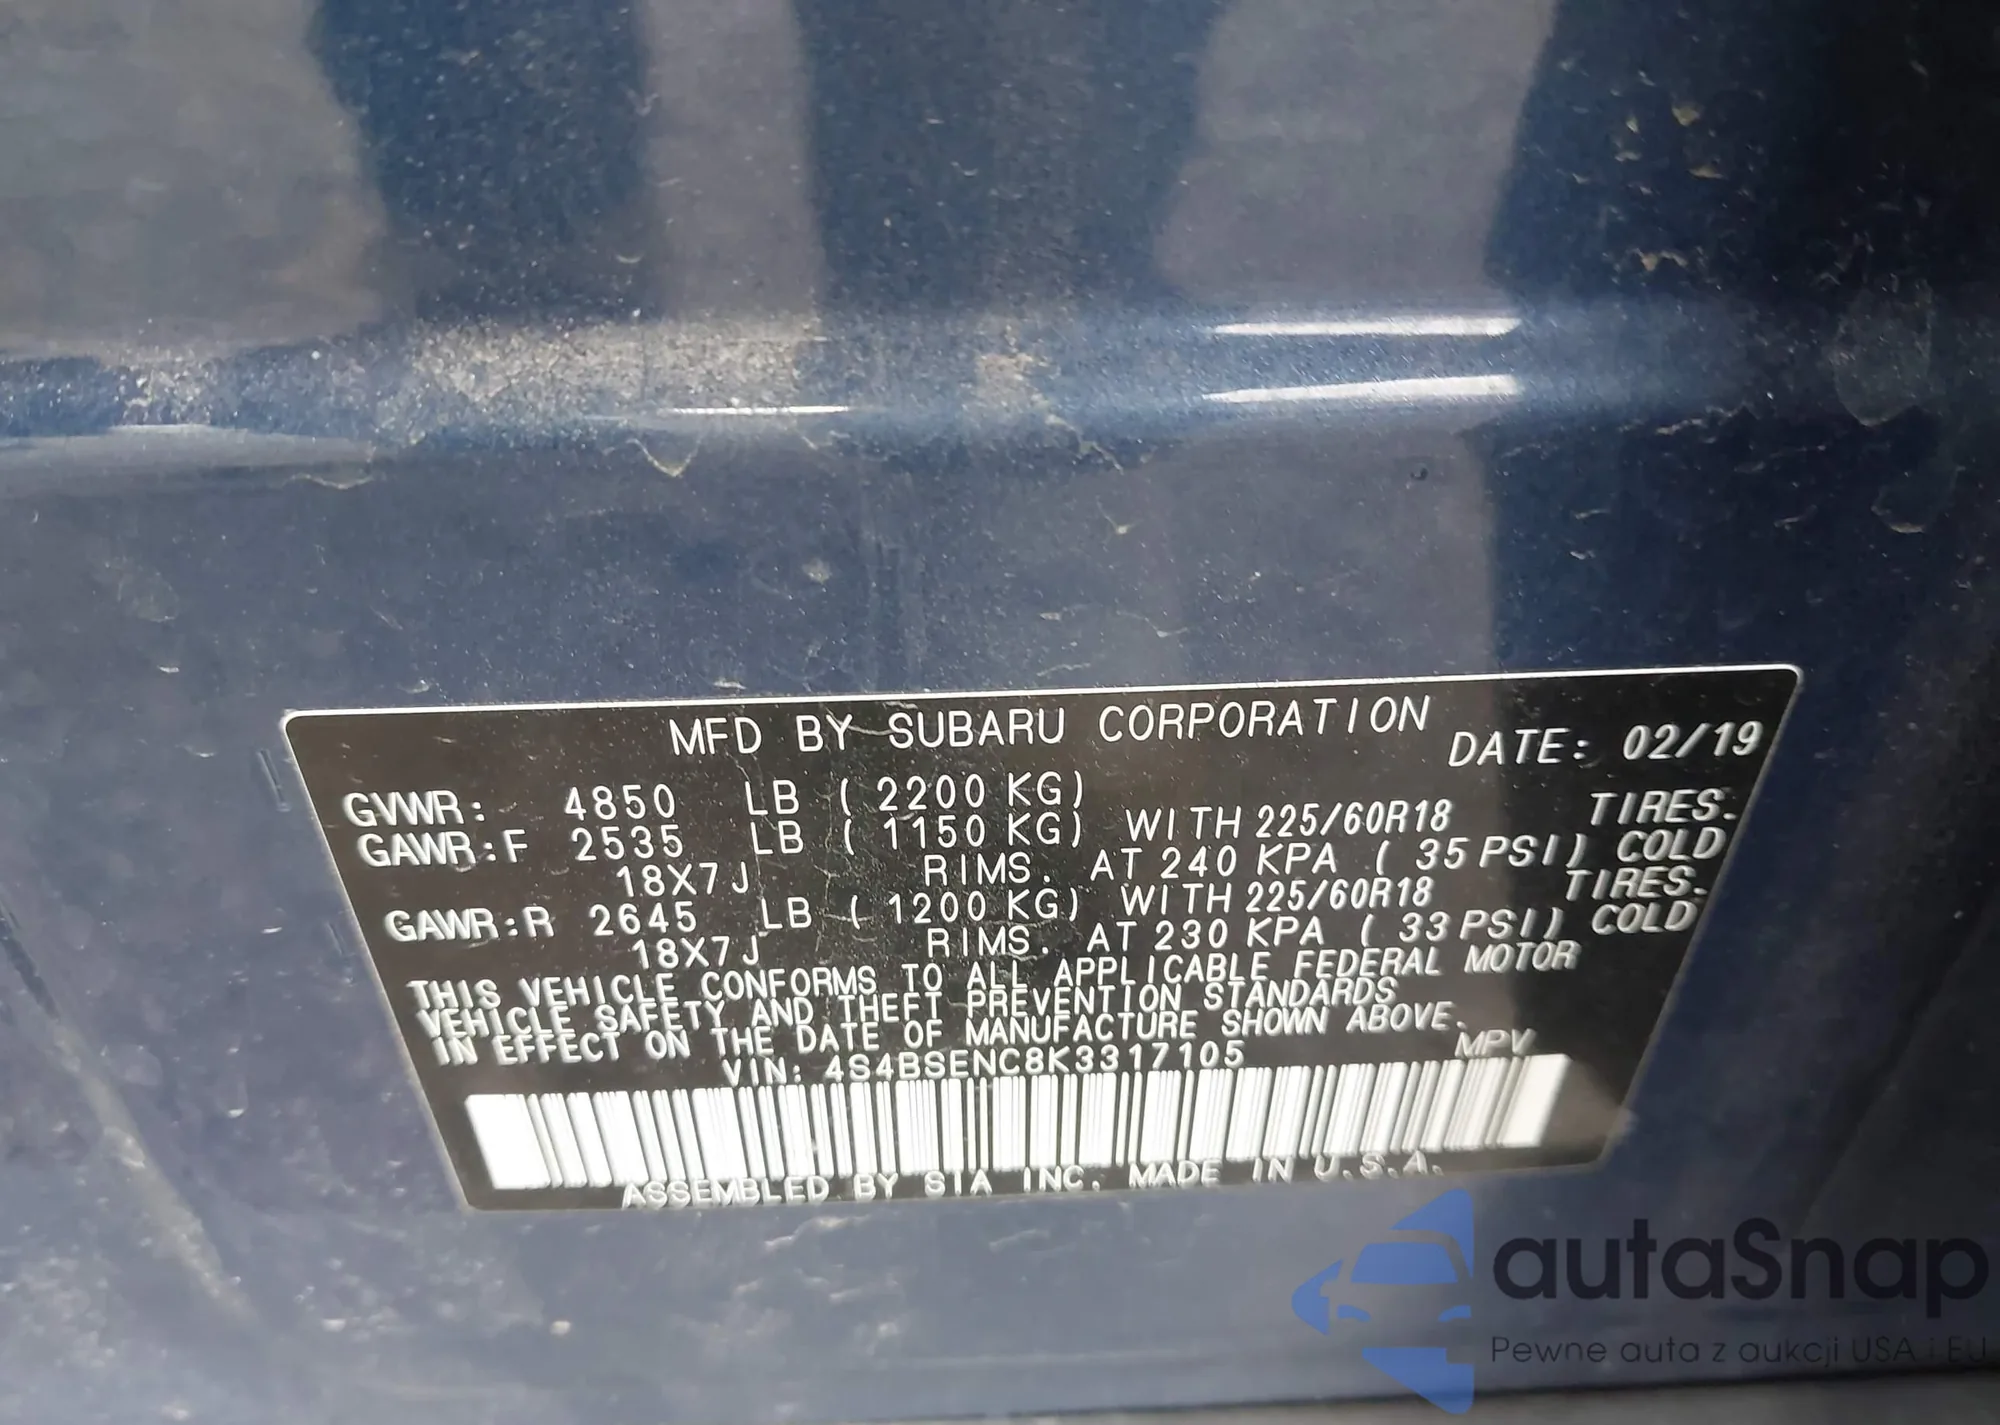 MFD BY SUBARU CORPORATION DATE: 02/19
GVWR: 4850 LB ( 2200 KG)
GAWR:F 2535 LB ( 1150 KG) WITH 225/60R18 TIRES.
18X7J RIMS. AT 240 KPA ( 35 PSI) COLD
GAWR:R 2645 LB ( 1200 KG) WITH 225/60R18 TIRES.
18X7J RIMS. AT 230 KPA ( 33 PSI) COLD
THIS VEHICLE CONFORMS TO ALL APPLICABLE FEDERAL MOTOR
VEHICLE SAFETY AND THEFT PREVENTION STANDARDS
IN EFFECT ON THE DATE OF MANUFACTURE SHOWN ABOVE.
VIN: 4S4BSENC8K3317105 MPV
ASSEMBLED BY SIA INC. MADE IN U.S.A.
autaSnap
Pewne auta z aukcji USA i EU